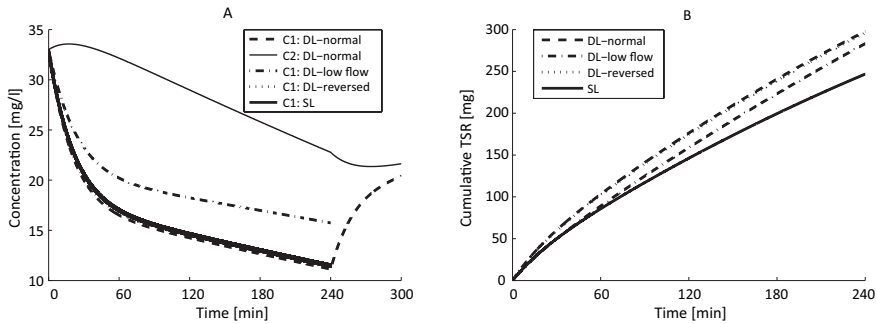 A
35
30
25
20
15
10
Concentration [mg/l]
C1: DL−normal
C2: DL−normal
C1: DL−low flow
C1: DL−reversed
C1: SL
0
60
120
180
240
300
Time [min]
B
300
250
200
150
100
50
0
Cumulative TSR [mg]
DL−normal
DL−low flow
DL−reversed
SL
0
60
120
180
240
Time [min]